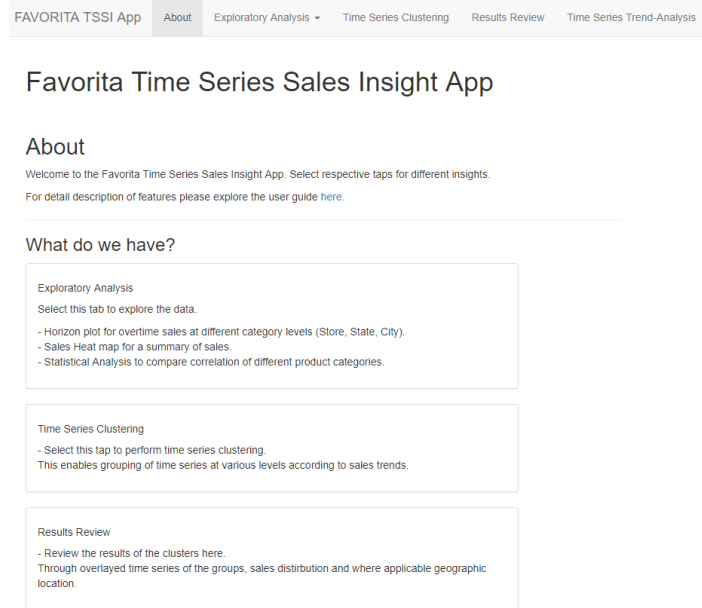 FAVORITA TSSI App About Exploratory Analysis Time Series Clustering Results Review Time Series Trend-Analysis
Favorita Time Series Sales Insight App
About
Welcome to the Favorita Time Series Sales Insight App. Select respective taps for different insights.
For detail description of features please explore the user guide here.
What do we have?
Exploratory Analysis
Select this tab to explore the data.
- Horizon plot for overtime sales at different category levels (Store, State, City).
- Sales Heat map for a summary of sales.
- Statistical Analysis to compare correlation of different product categories.
Time Series Clustering
- Select this tap to perform time series clustering.
This enables grouping of time series at various levels according to sales trends.
Results Review
- Review the results of the clusters here.
Through overlayed time series of the groups, sales distirbution and where applicable geographic
location.